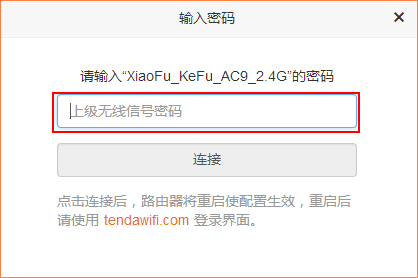 输入密码
×
请输入“XiaoFu_KeFu_AC9_2.4G”的密码
上级无线信号密码
连接
点击连接后，路由器将重启使配置生效，重启后
请使用 tendawifi.com 登录界面。